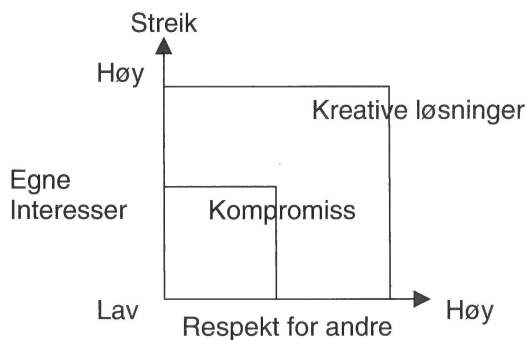 Streik
Høy
Kreative løsninger
Egne
Interesser
Kompromiss
Lav
Høy
Respekt for andre